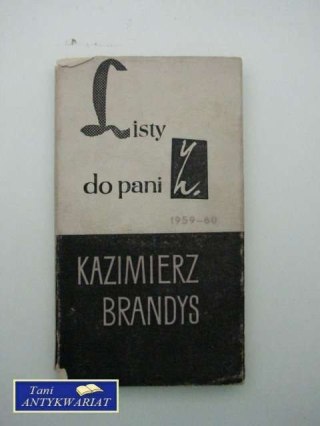 Listy
do pani Z.
1959-60
KAZIMIERZ
BRANDYS
Tani
ANTYKWARIAT